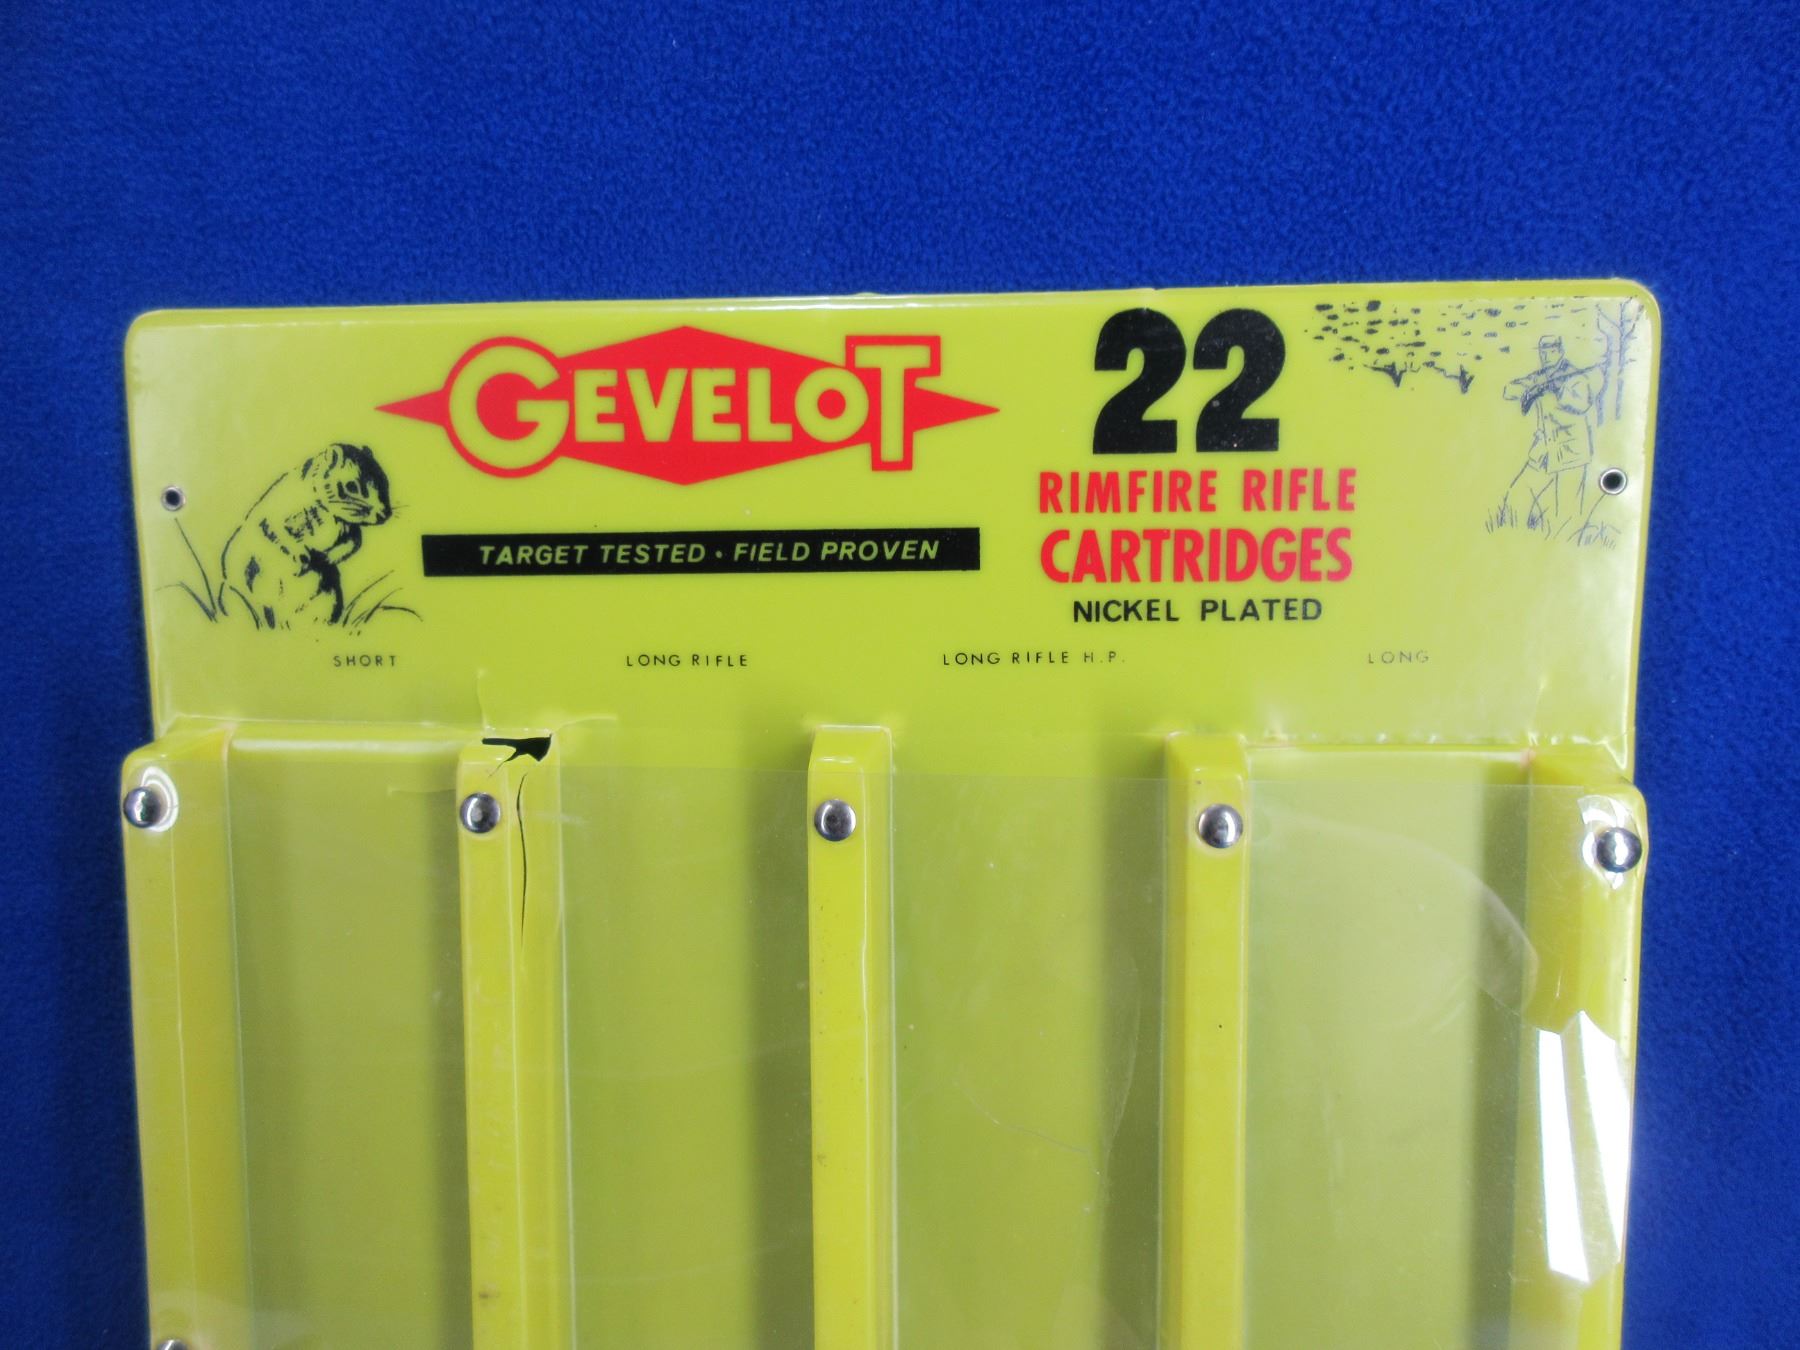 GEVELOT
22
RIMFIRE RIFLE
CARTRIDGES
NICKEL PLATED
TARGET TESTED • FIELD PROVEN
SHORT
LONG RIFLE
LONG RIFLE H.P.
LONG